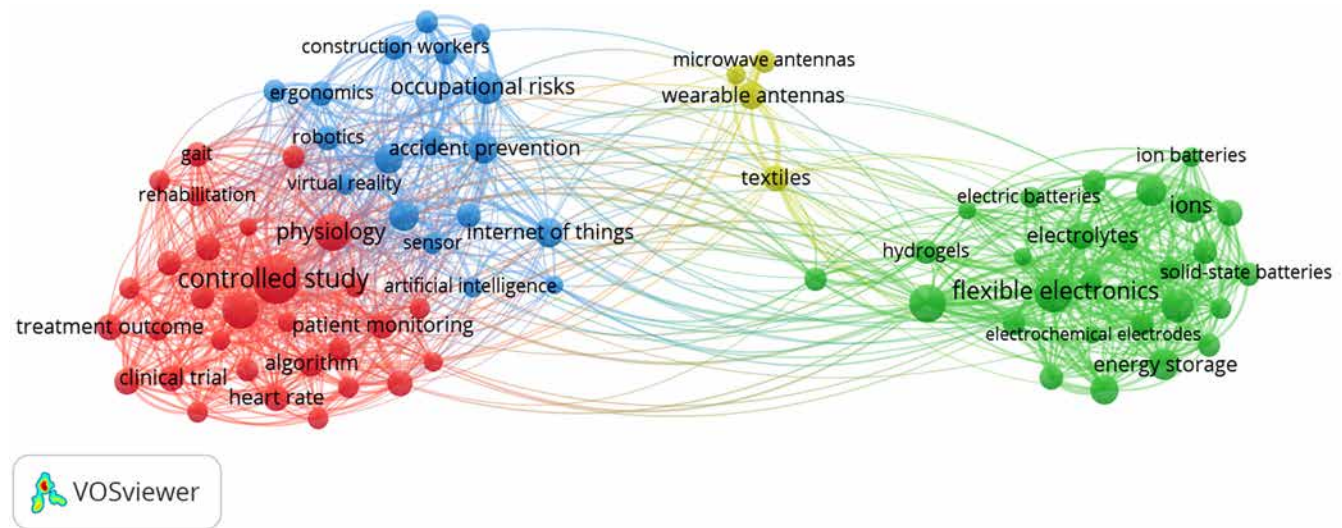 construction workers
occupational risks
ergonomics
robotics
accident prevention
gait
rehabilitation
virtual reality
physiology
sensor
internet of things
controlled study
artificial intelligence
treatment outcome
patient monitoring
algorithm
clinical trial
heart rate
microwave antennas
wearable antennas
textiles
ion batteries
electric batteries
ions
electrolytes
hydrogels
solid-state batteries
flexible electronics
electrochemical electrodes
energy storage
VOSviewer